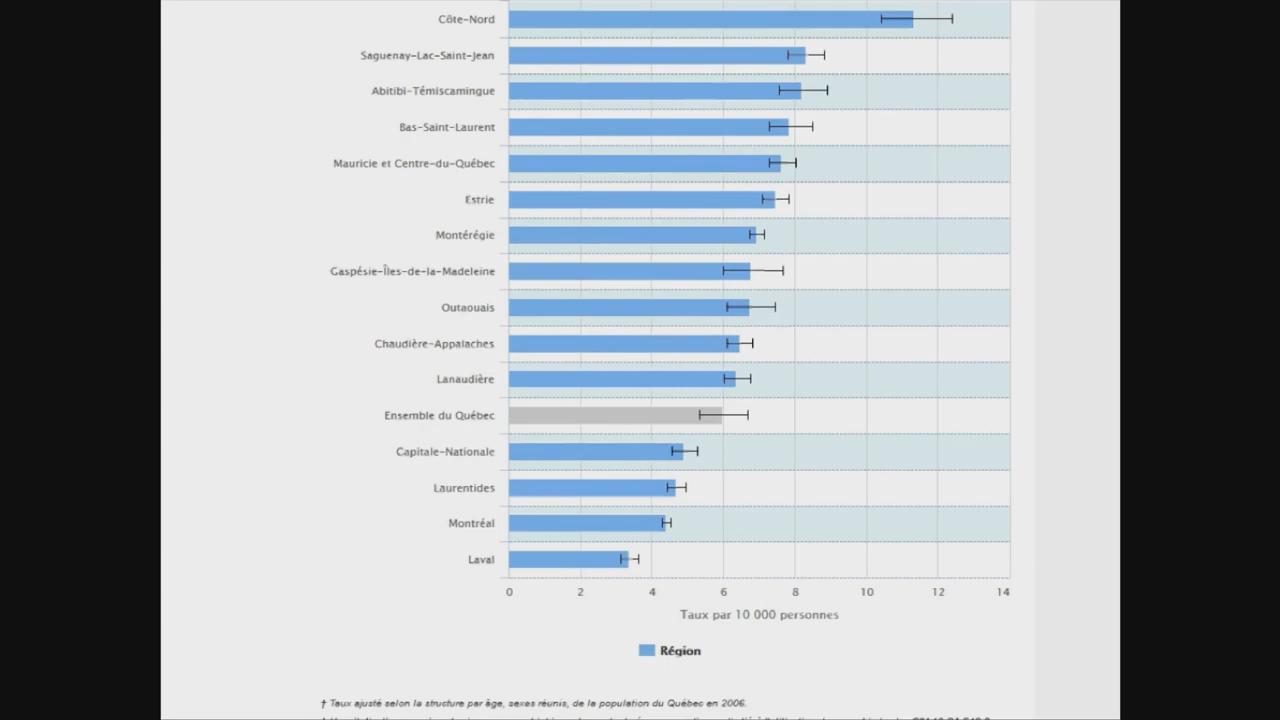 Côte-Nord
Saguenay-Lac-Saint-Jean
Abitibi-Témiscamingue
Bas-Saint-Laurent
Mauricie et Centre-du-Québec
Estrie
Montérégie
Gaspésie-Îles-de-la-Madeleine
Outaouais
Chaudière-Appalaches
Lanaudière
Ensemble du Québec
Capitale-Nationale
Laurentides
Montréal
Laval
0 2 4 6 8 10 12 14
Taux par 10 000 personnes
Région
† Taux ajusté selon la structure par âge, sexes réunis, de la population du Québec en 2006.